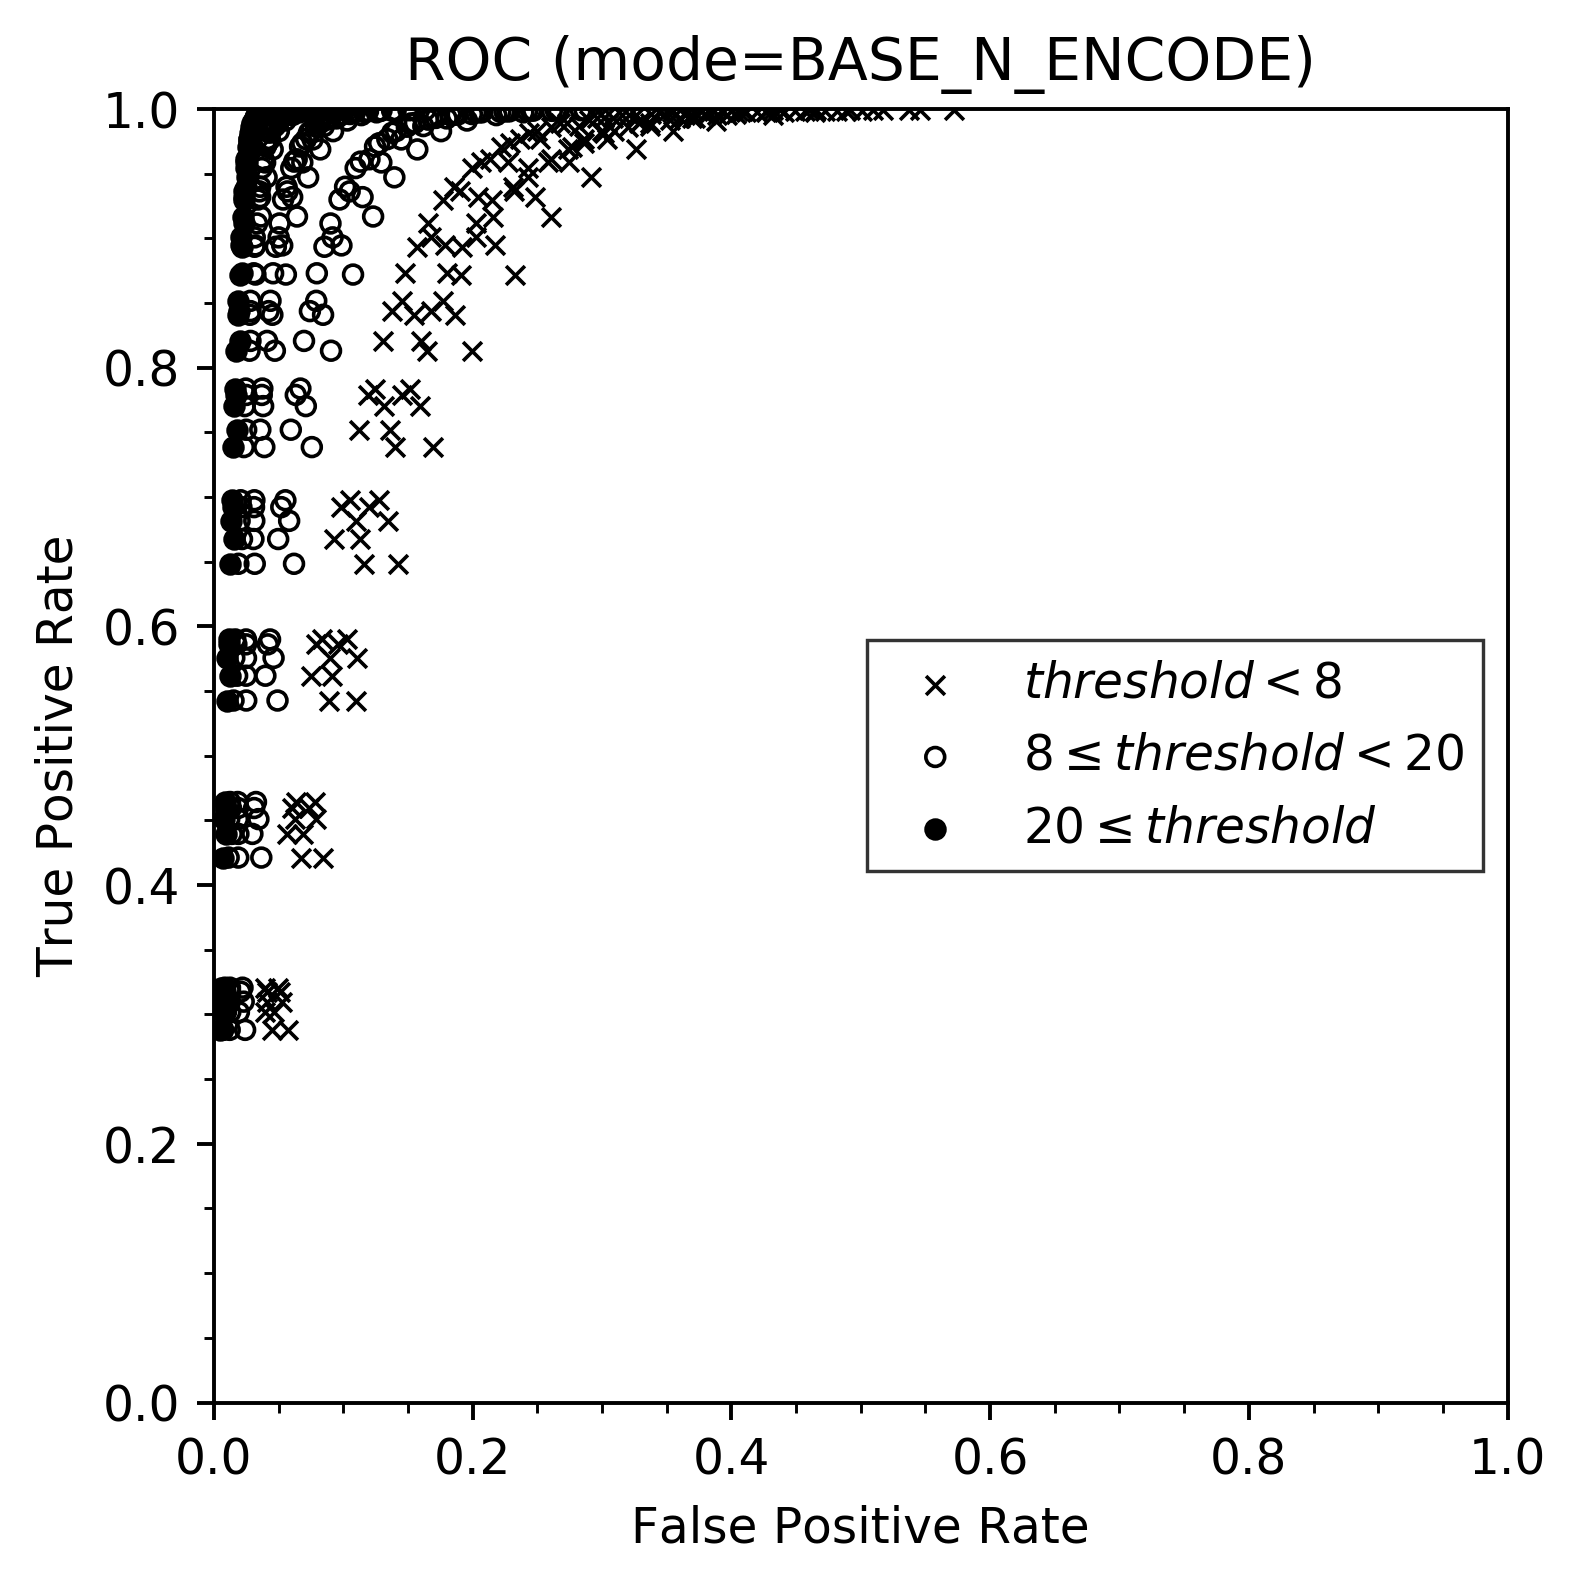 ROC (mode=BASE_N_ENCODE)
True Positive Rate
1.0
0.8
0.6
0.4
0.2
0.0
threshold < 8
8 ≤ threshold < 20
20 ≤ threshold
0.0 0.2 0.4 0.6 0.8 1.0
False Positive Rate